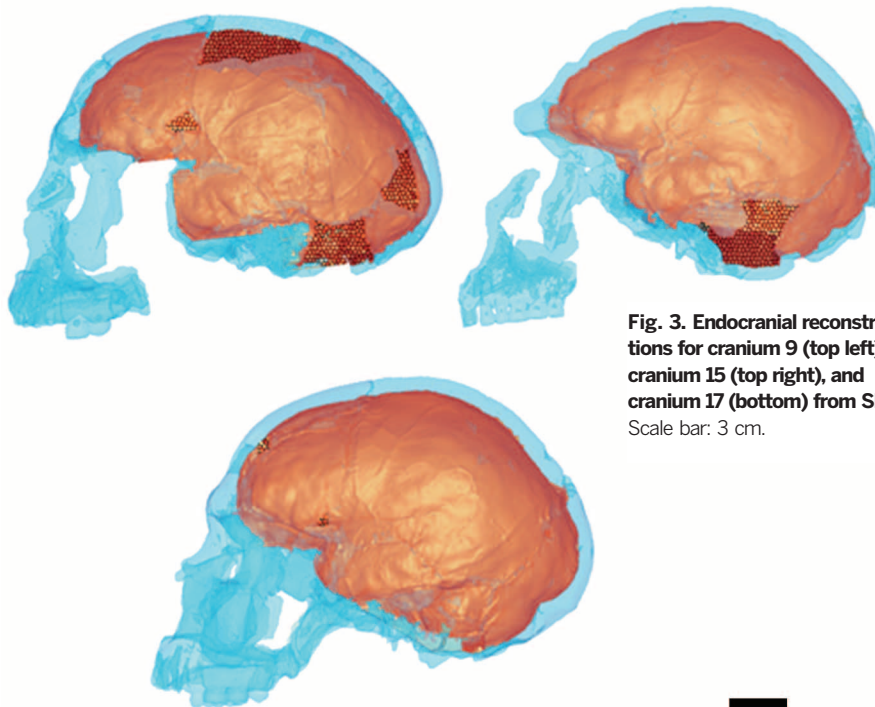 Fig. 3. Endocranial reconstr
tions for cranium 9 (top left)
cranium 15 (top right), and
cranium 17 (bottom) from S
Scale bar: 3 cm.